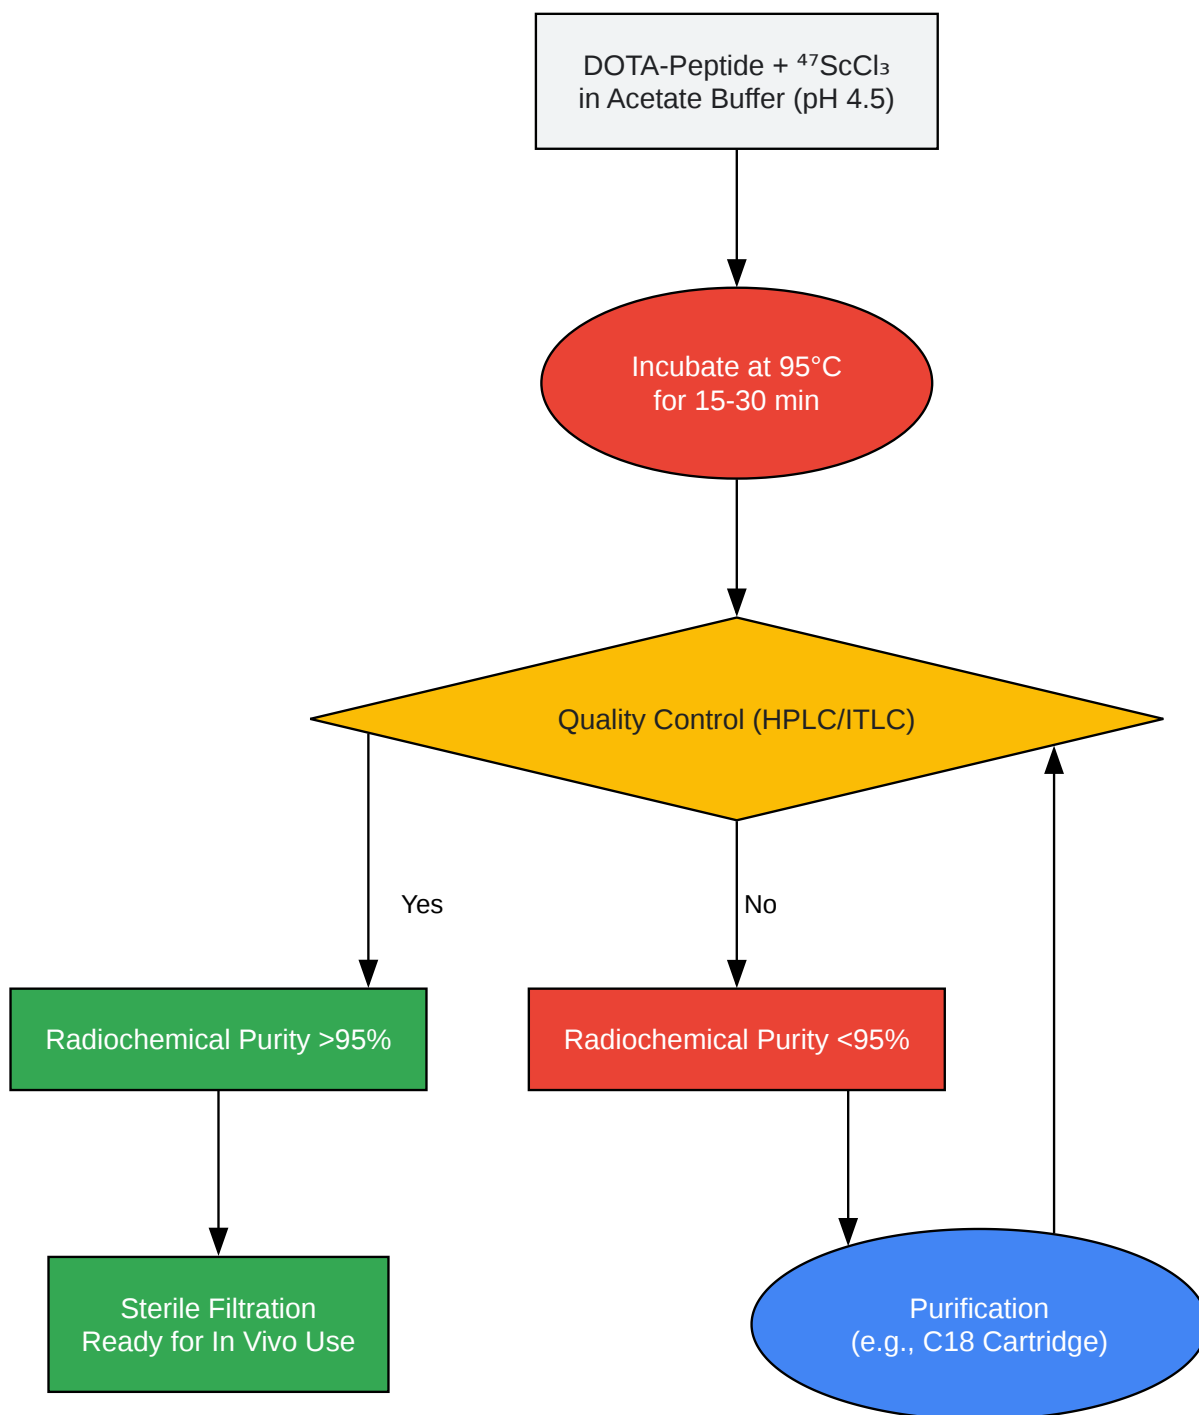 DOTA-Peptide + ⁴⁷ScCl₃
in Acetate Buffer (pH 4.5)
Incubate at 95°C
for 15-30 min
Quality Control (HPLC/ITLC)
Yes
No
Radiochemical Purity >95%
Radiochemical Purity <95%
Sterile Filtration
Ready for In Vivo Use
Purification
(e.g., C18 Cartridge)